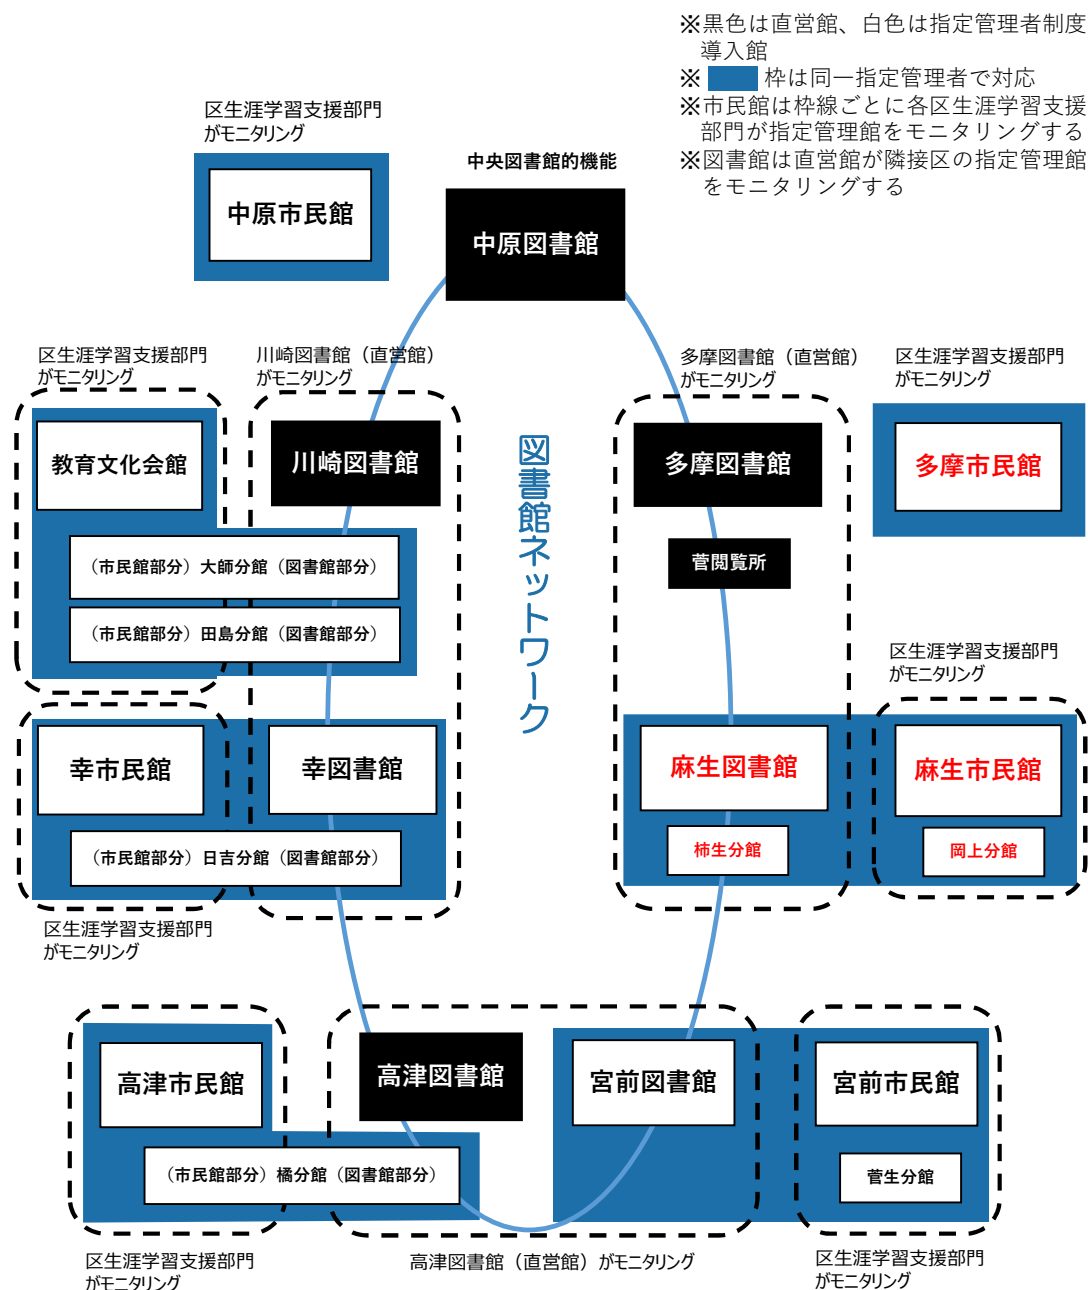 ※黒色は直営館、白色は指定管理者制度
導入館
※ 枠は同一指定管理者で対応
※市民館は枠線ごとに各区生涯学習支援
部門が指定管理館をモニタリングする
※図書館は直営館が隣接区の指定管理館
をモニタリングする
区生涯学習支援部門
がモニタリング
中原市民館
中央図書館的機能
中原図書館
区生涯学習支援部門
がモニタリング
川崎図書館（直営館）
がモニタリング
多摩図書館（直営館）
がモニタリング
区生涯学習支援部門
がモニタリング
教育文化会館
川崎図書館
図書館ネットワーク
多摩図書館
多摩市民館
（市民館部分）大師分館（図書館部分）
菅閲覧所
（市民館部分）田島分館（図書館部分）
区生涯学習支援部門
がモニタリング
幸市民館
幸図書館
麻生図書館
麻生市民館
（市民館部分）日吉分館（図書館部分）
柿生分館
岡上分館
区生涯学習支援部門
がモニタリング
高津市民館
高津図書館
宮前図書館
宮前市民館
（市民館部分）橘分館（図書館部分）
菅生分館
区生涯学習支援部門
がモニタリング
高津図書館（直営館）がモニタリング
区生涯学習支援部門
がモニタリング